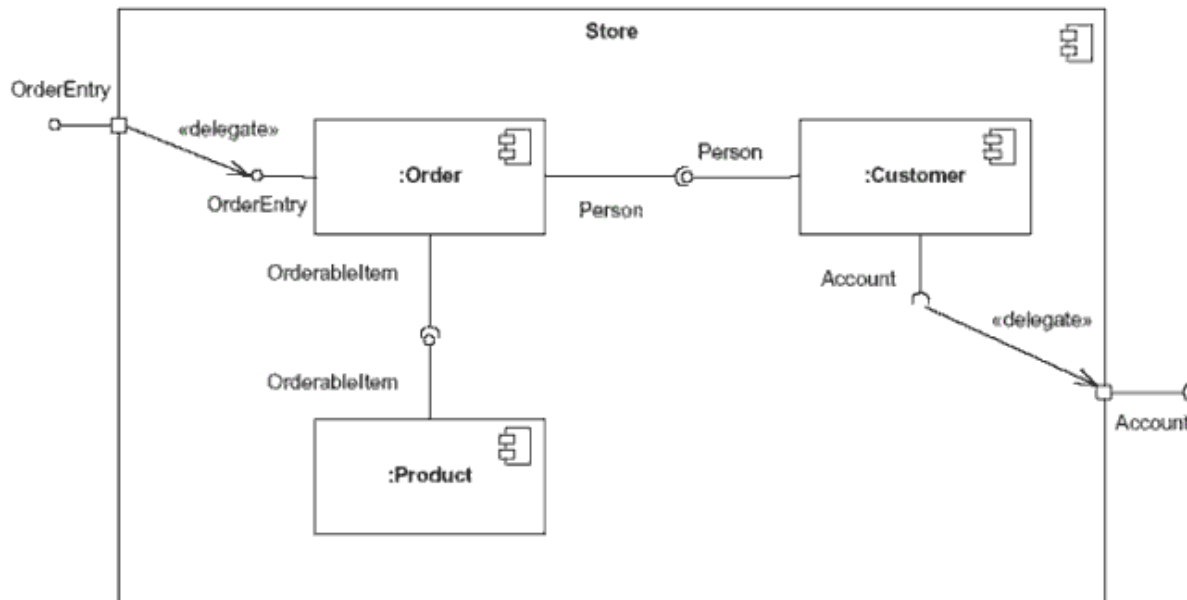 Store
OrderEntry
«delegate»
:Order
Person
Person
:Customer
OrderEntry
OrderableItem
Account
«delegate»
OrderableItem
Account
:Product